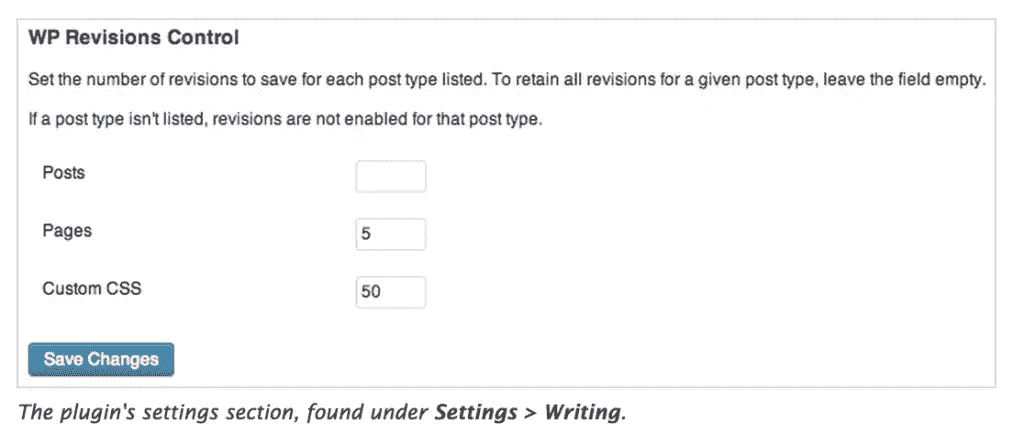 WP Revisions Control
Set the number of revisions to save for each post type listed. To retain all revisions for a given post type, leave the field empty.
If a post type isn't listed, revisions are not enabled for that post type.
Posts
Pages
5
Custom CSS
50
Save Changes
The plugin's settings section, found under Settings > Writing.